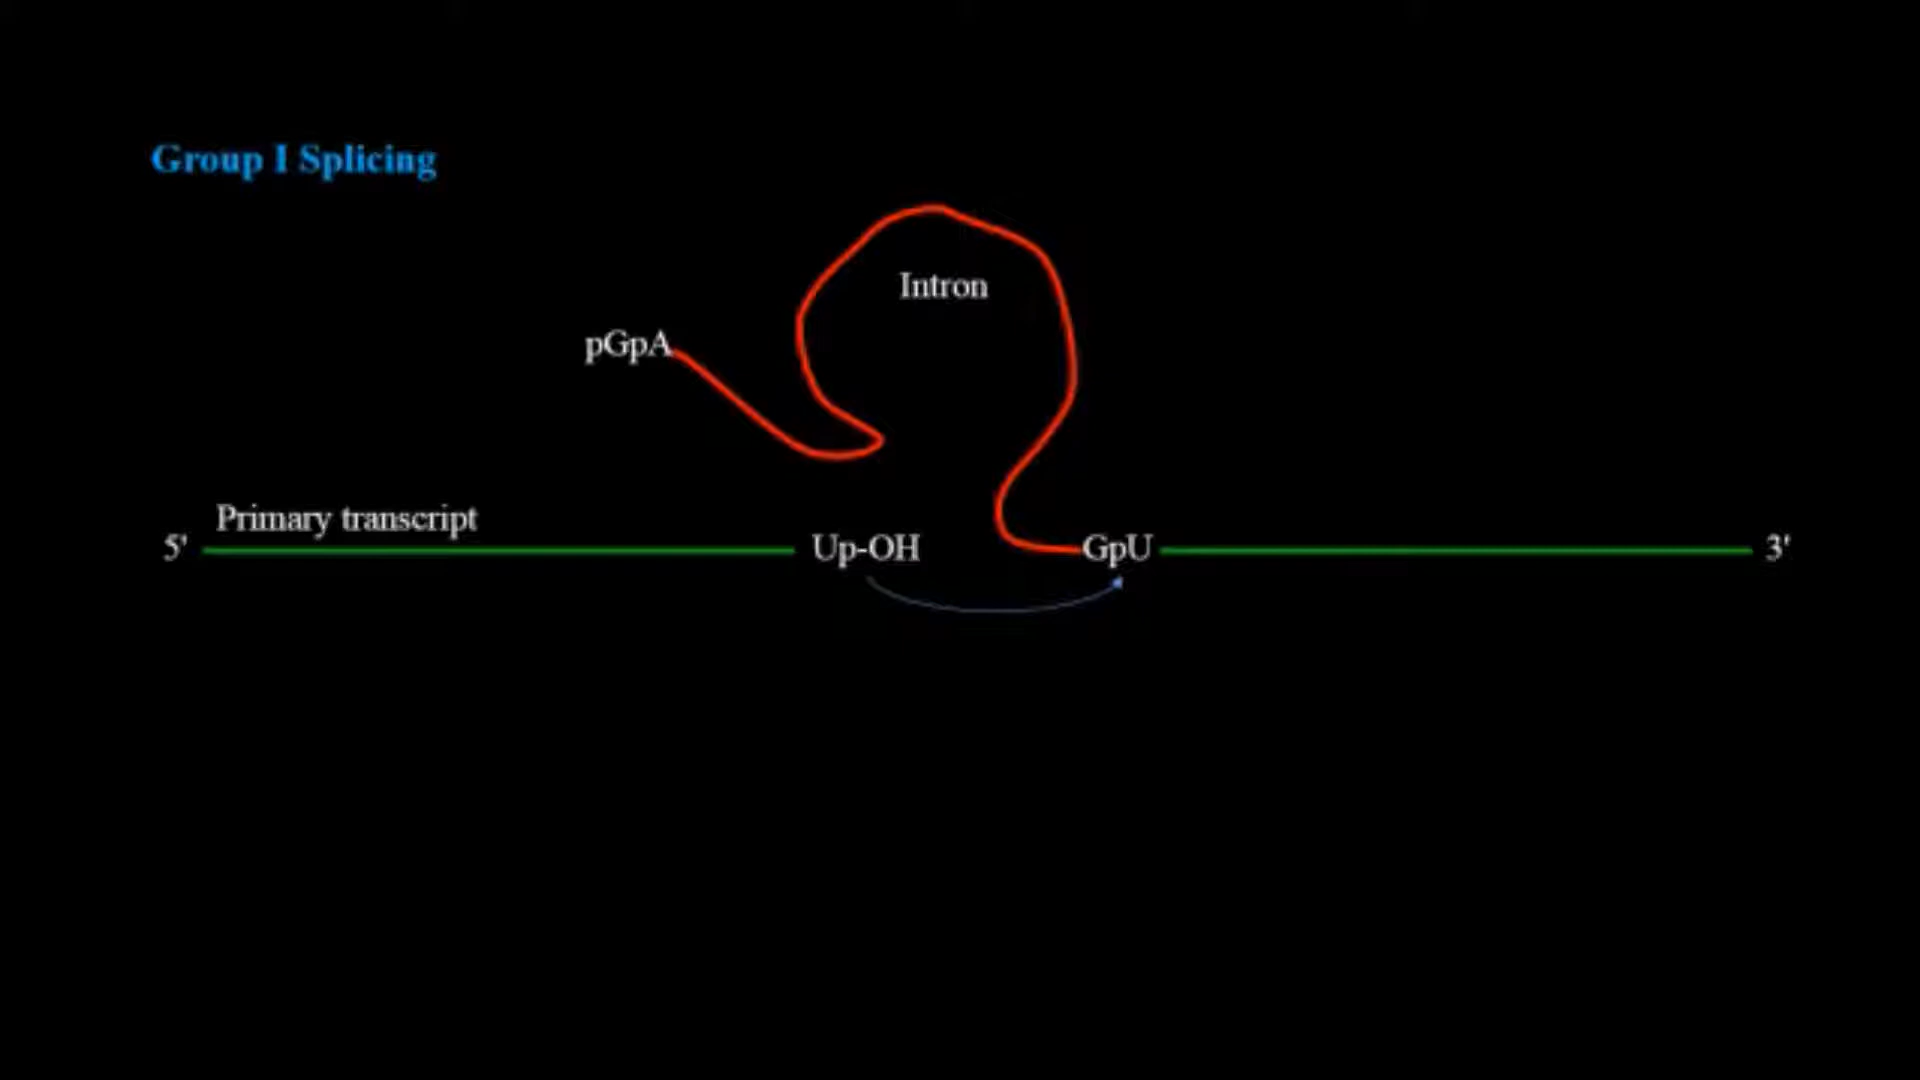 Group I Splicing
Intron
pGpA
Primary transcript
5' Up-OH GpU 3'